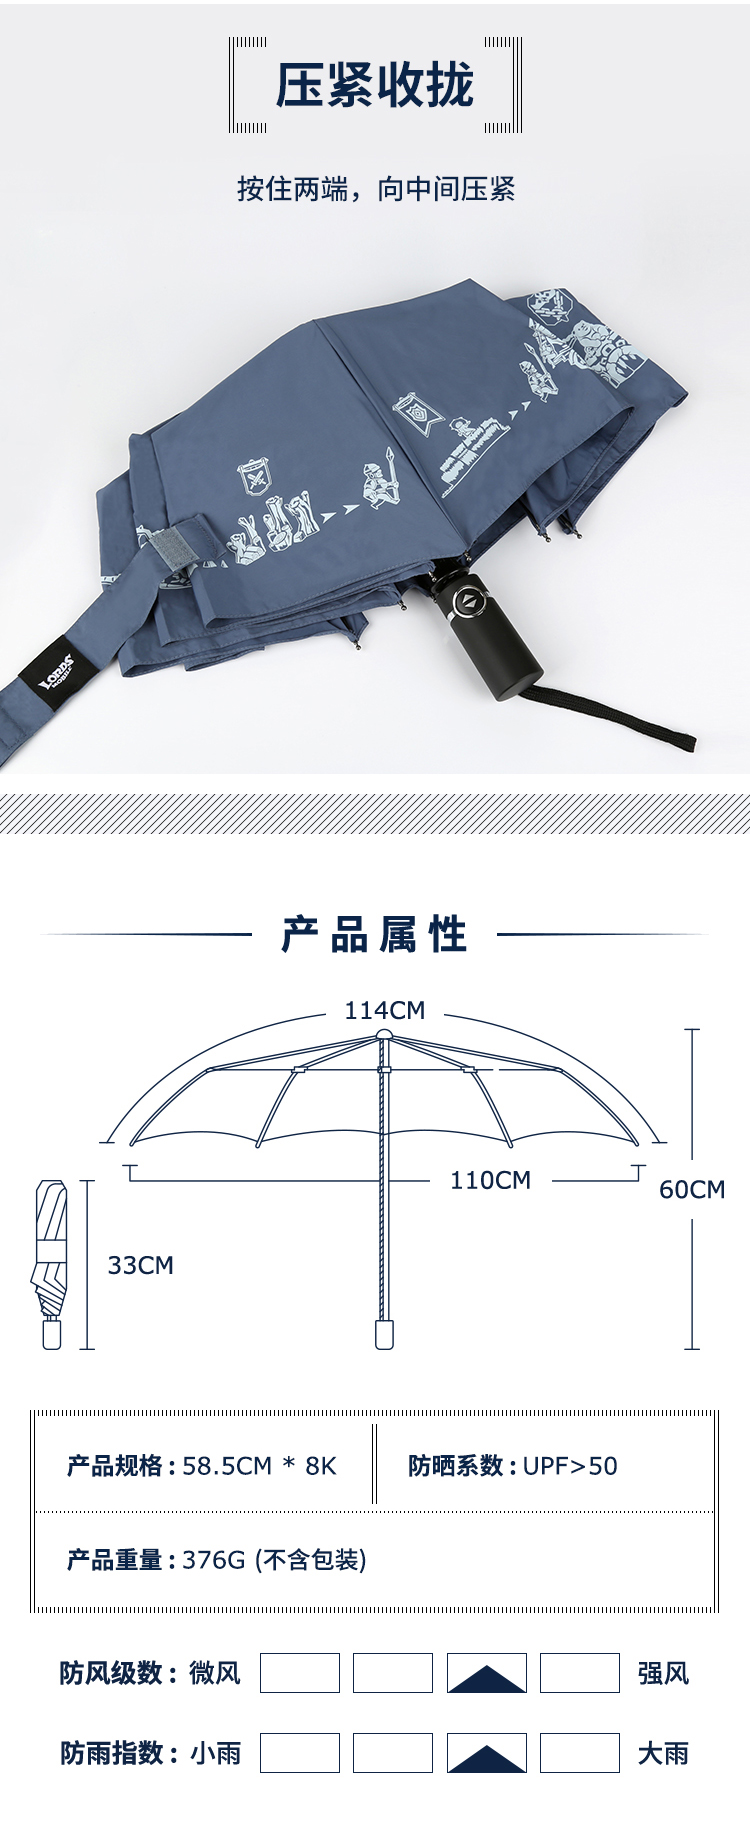 压紧收拢
按住两端，向中间压紧
LORDS
MOBILE
产品属性
114CM
110CM
60CM
33CM
产品规格：58.5CM * 8K
防晒系数：UPF>50
产品重量：376G (不含包装)
防风级数：微风 强风
防雨指数：小雨 大雨